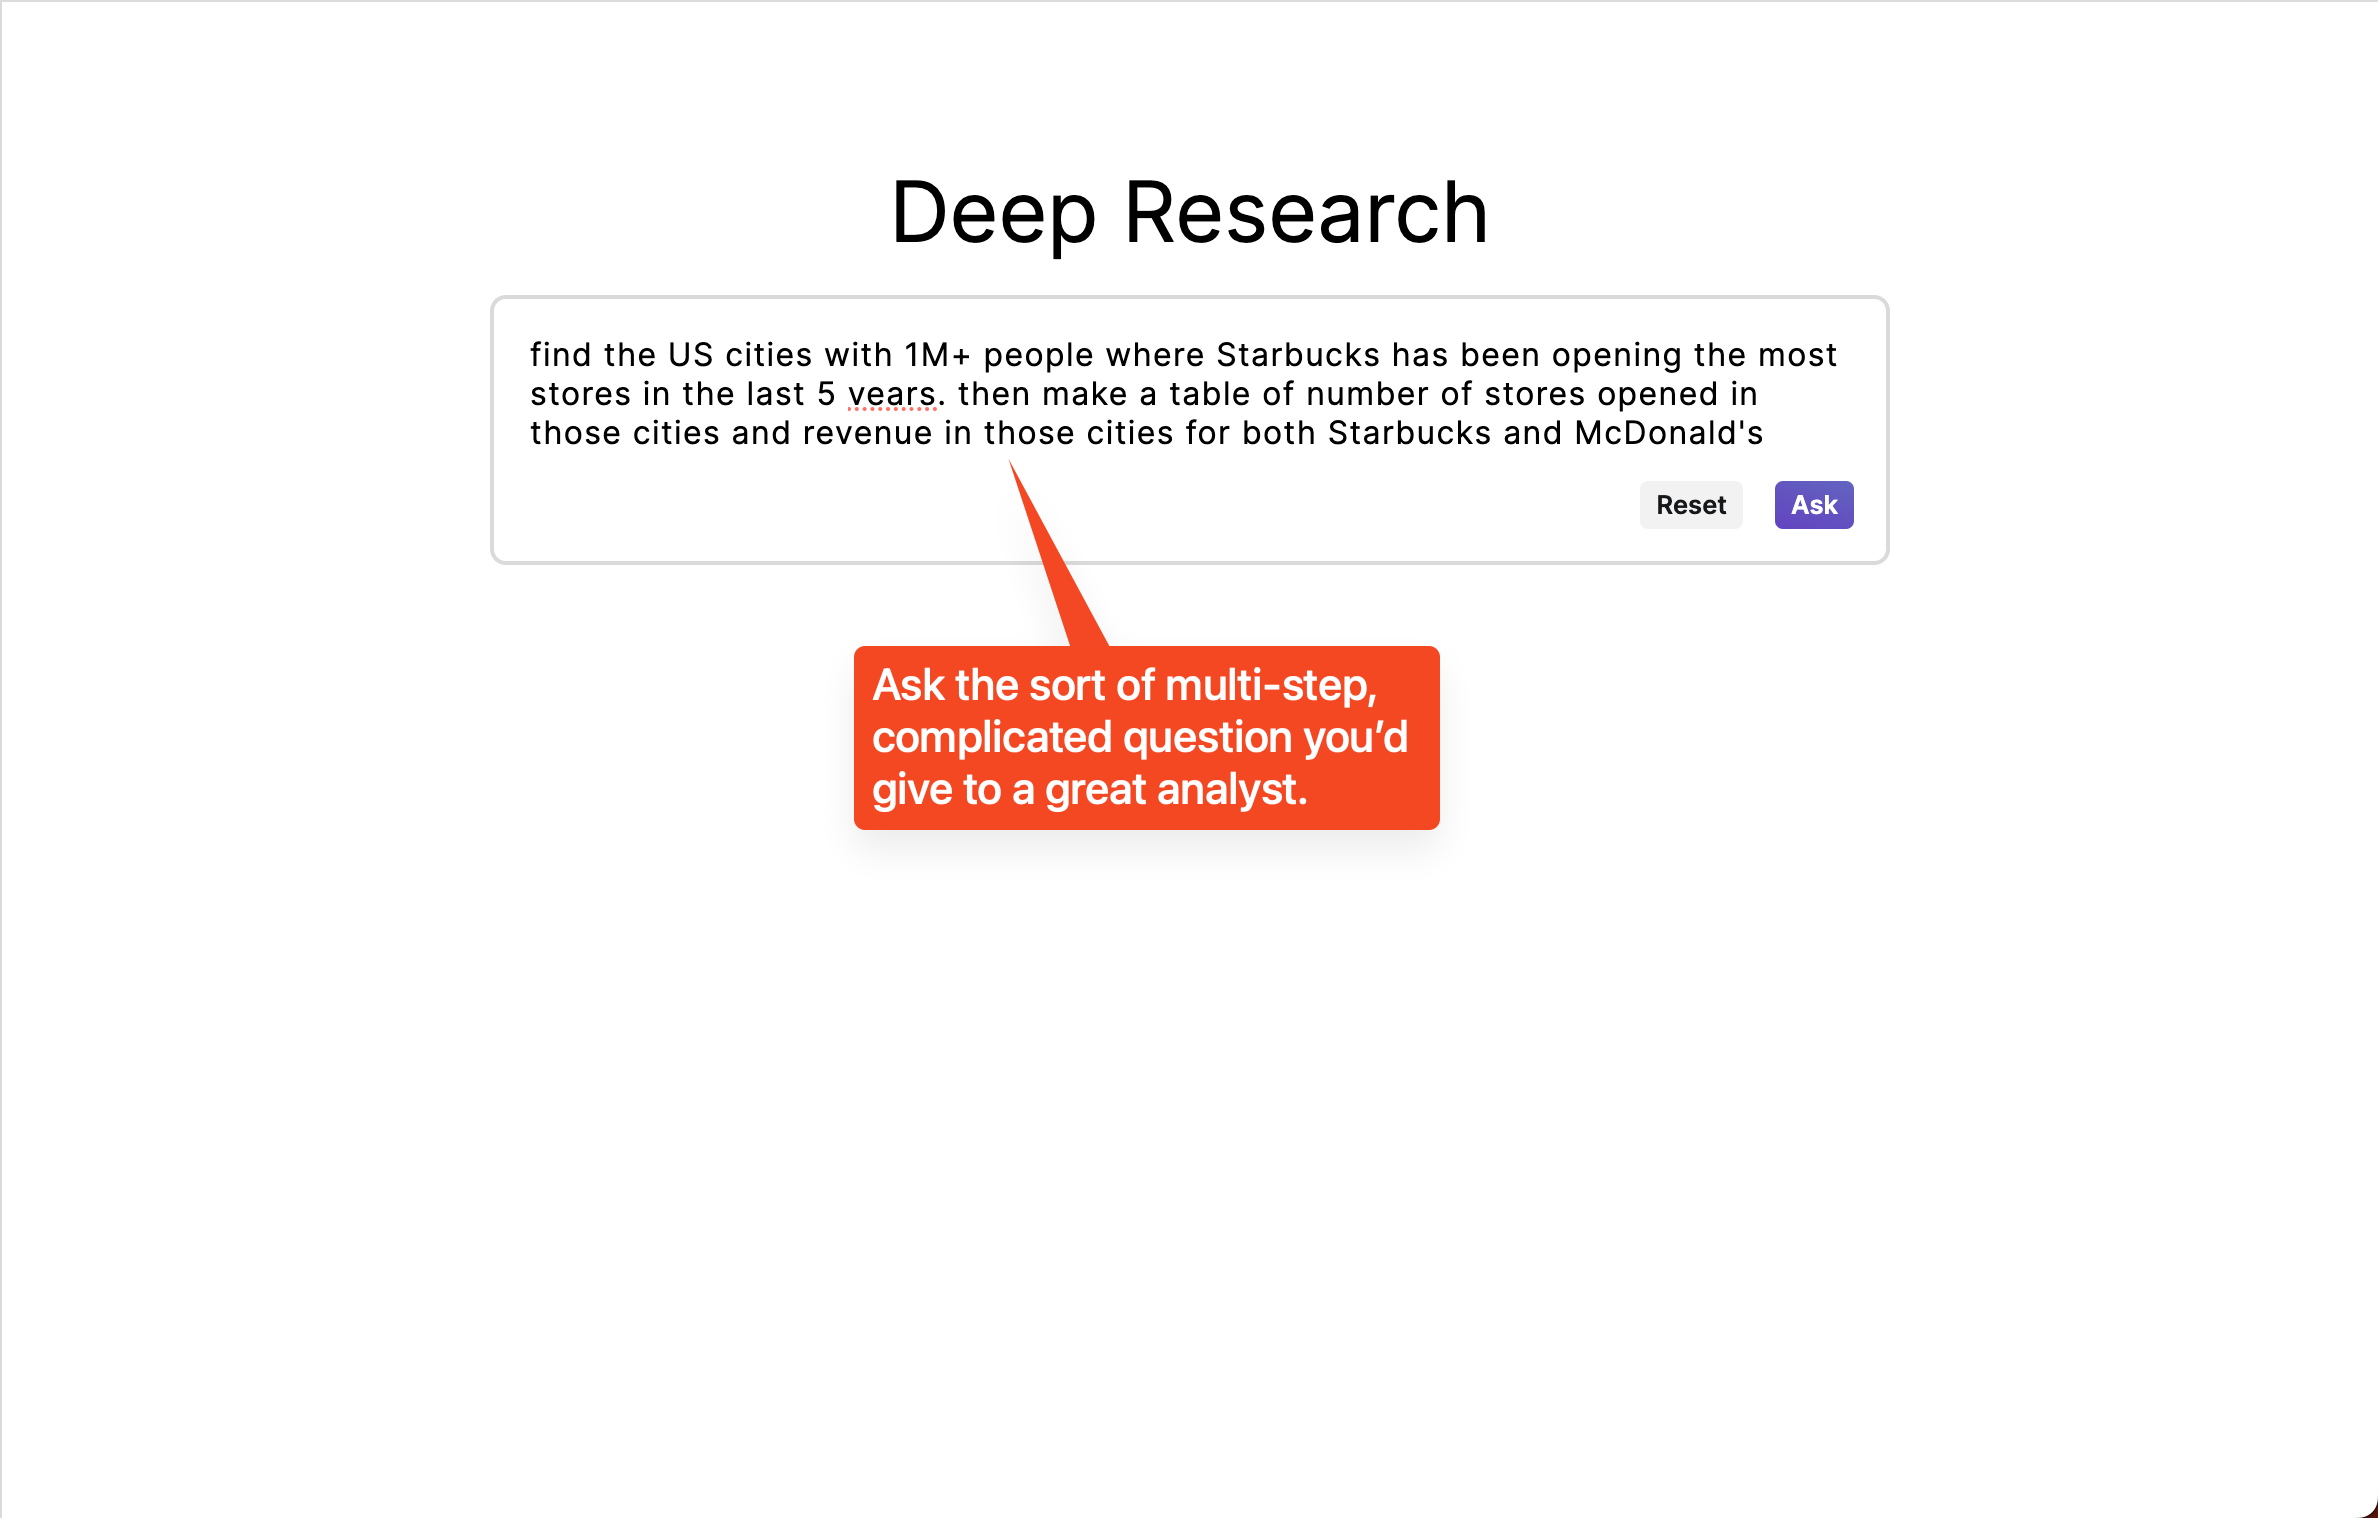 Deep Research
find the US cities with 1M+ people where Starbucks has been opening the most
stores in the last 5 vears. then make a table of number of stores opened in
those cities and revenue in those cities for both Starbucks and McDonald's
Reset
Ask
Ask the sort of multi-step,
complicated question you’d
give to a great analyst.